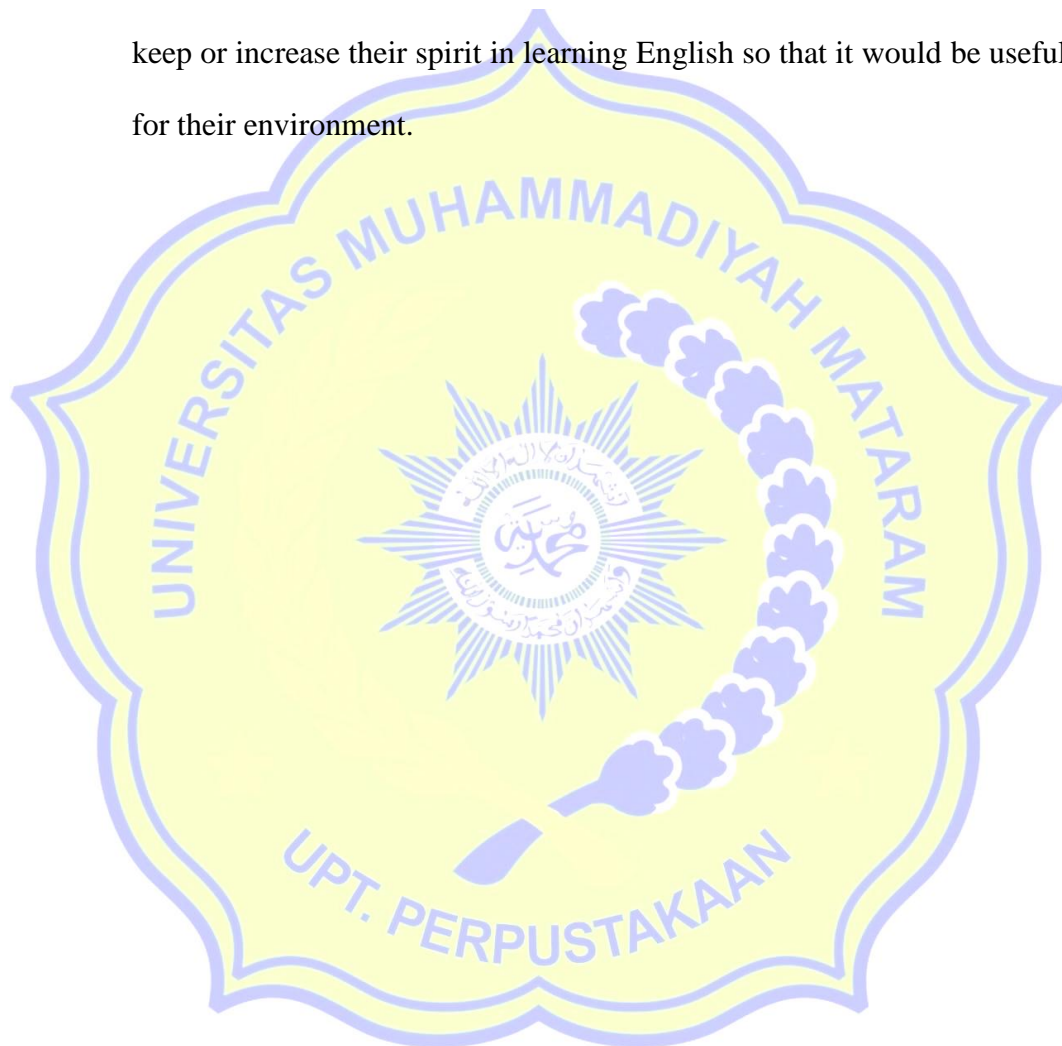 keep or increase their spirit in learning English so that it would be useful
for their environment.
UNIVERSITAS MUHAMMADIYAH MATARAM
محمدية
UPT. PERPUSTAKAAN